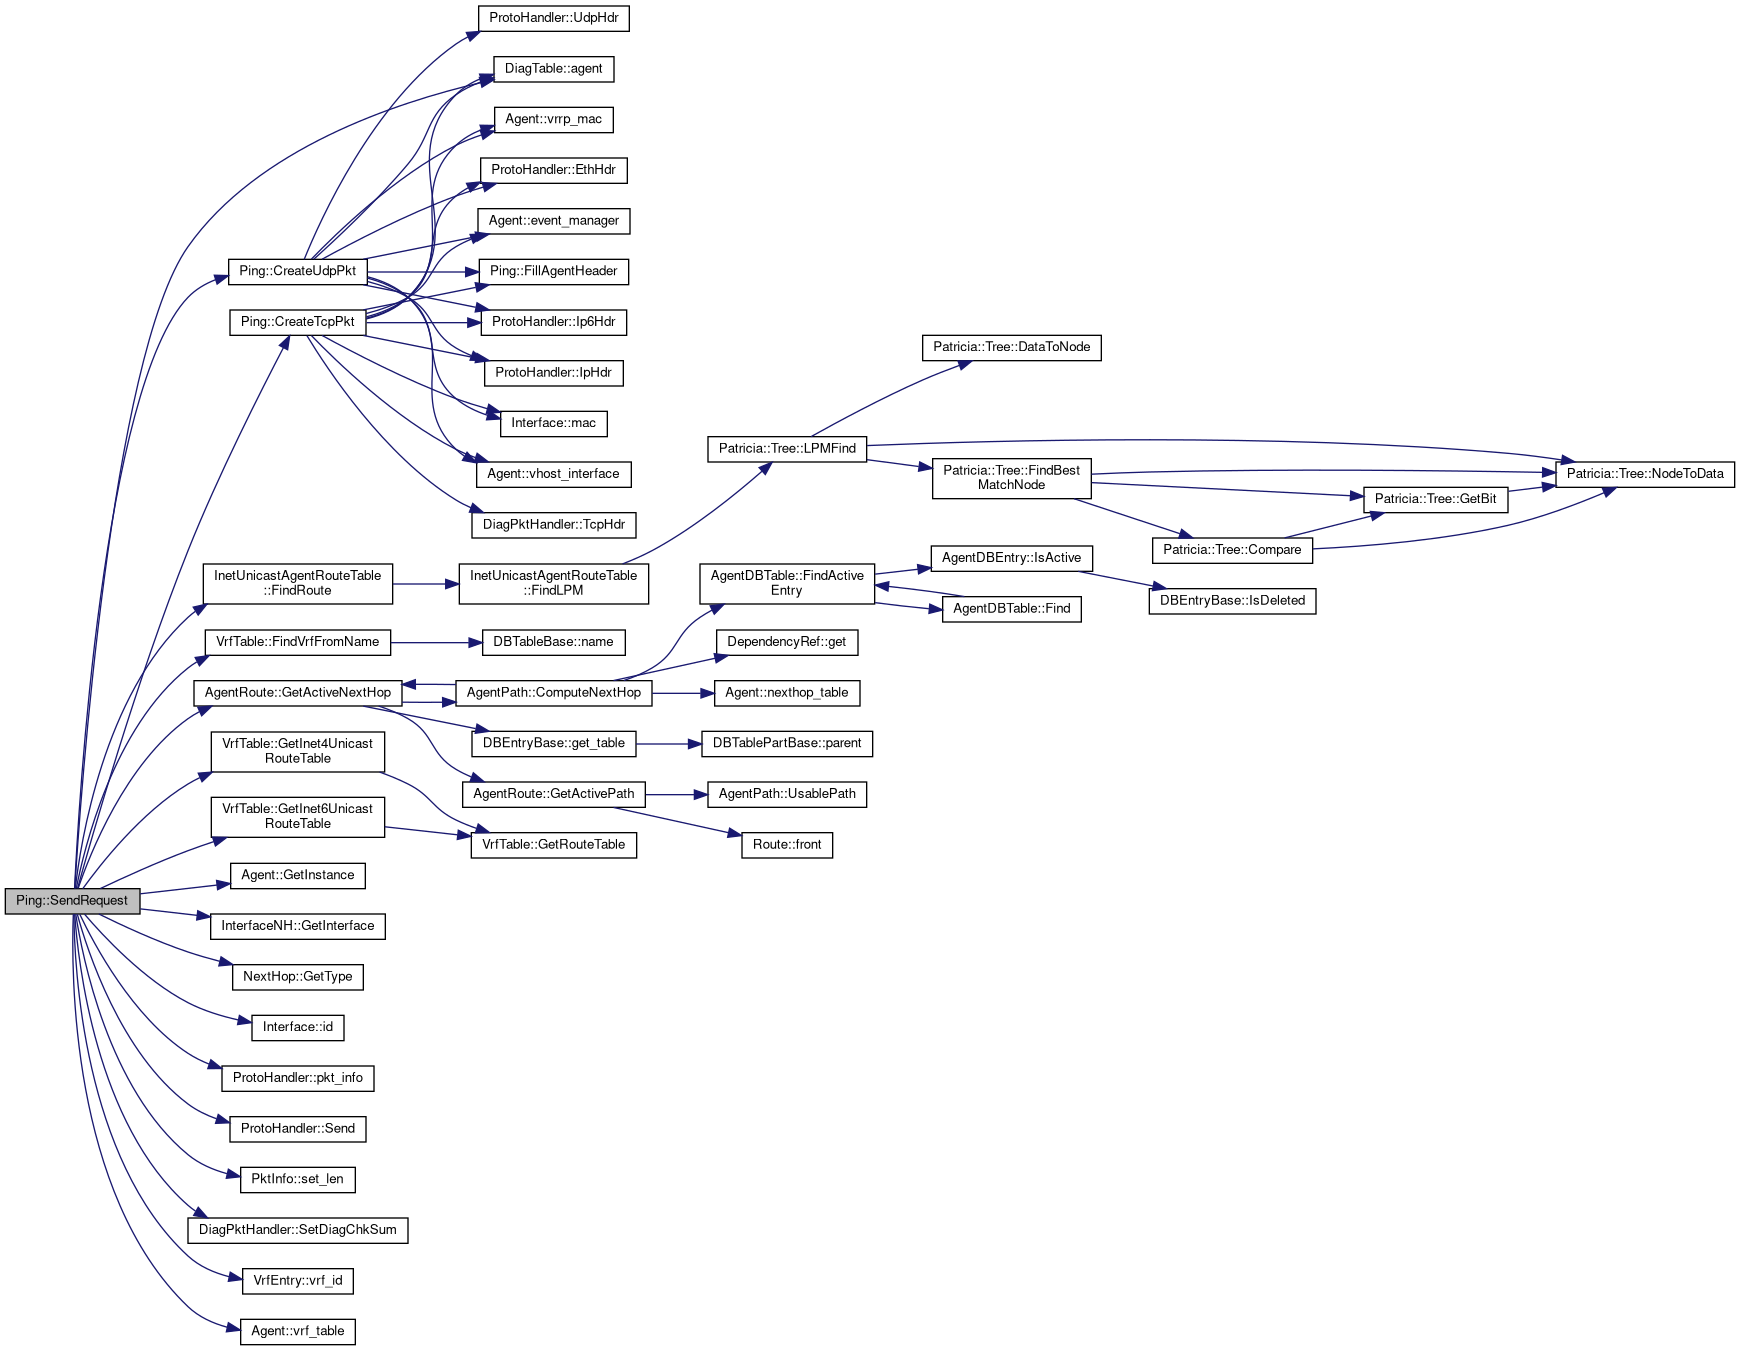 ProtoHandler::UdpHdr
DiagTable::agent
Agent::vrrp_mac
ProtoHandler::EthHdr
Agent::event_manager
Ping::CreateUdpPkt
Ping::FillAgentHeader
Ping::CreateTcpPkt
ProtoHandler::Ip6Hdr
Patricia::Tree::DataToNode
ProtoHandler::IpHdr
Interface::mac
Patricia::Tree::LPMFind
Agent::vhost_interface
Patricia::Tree::FindBest
MatchNode
Patricia::Tree::NodeToData
Patricia::Tree::GetBit
DiagPktHandler::TcpHdr
Patricia::Tree::Compare
InetUnicastAgentRouteTable
::FindRoute
InetUnicastAgentRouteTable
::FindLPM
AgentDBTable::FindActive
Entry
AgentDBEntry::IsActive
DBEntryBase::IsDeleted
AgentDBTable::Find
VrfTable::FindVrfFromName
DBTableBase::name
DependencyRef::get
AgentRoute::GetActiveNextHop
AgentPath::ComputeNextHop
Agent::nexthop_table
VrfTable::GetInet4Unicast
RouteTable
DBEntryBase::get_table
DBTablePartBase::parent
AgentRoute::GetActivePath
AgentPath::UsablePath
VrfTable::GetInet6Unicast
RouteTable
VrfTable::GetRouteTable
Route::front
Agent::GetInstance
Ping::SendRequest
InterfaceNH::GetInterface
NextHop::GetType
Interface::id
ProtoHandler::pkt_info
ProtoHandler::Send
PktInfo::set_len
DiagPktHandler::SetDiagChkSum
VrfEntry::vrf_id
Agent::vrf_table